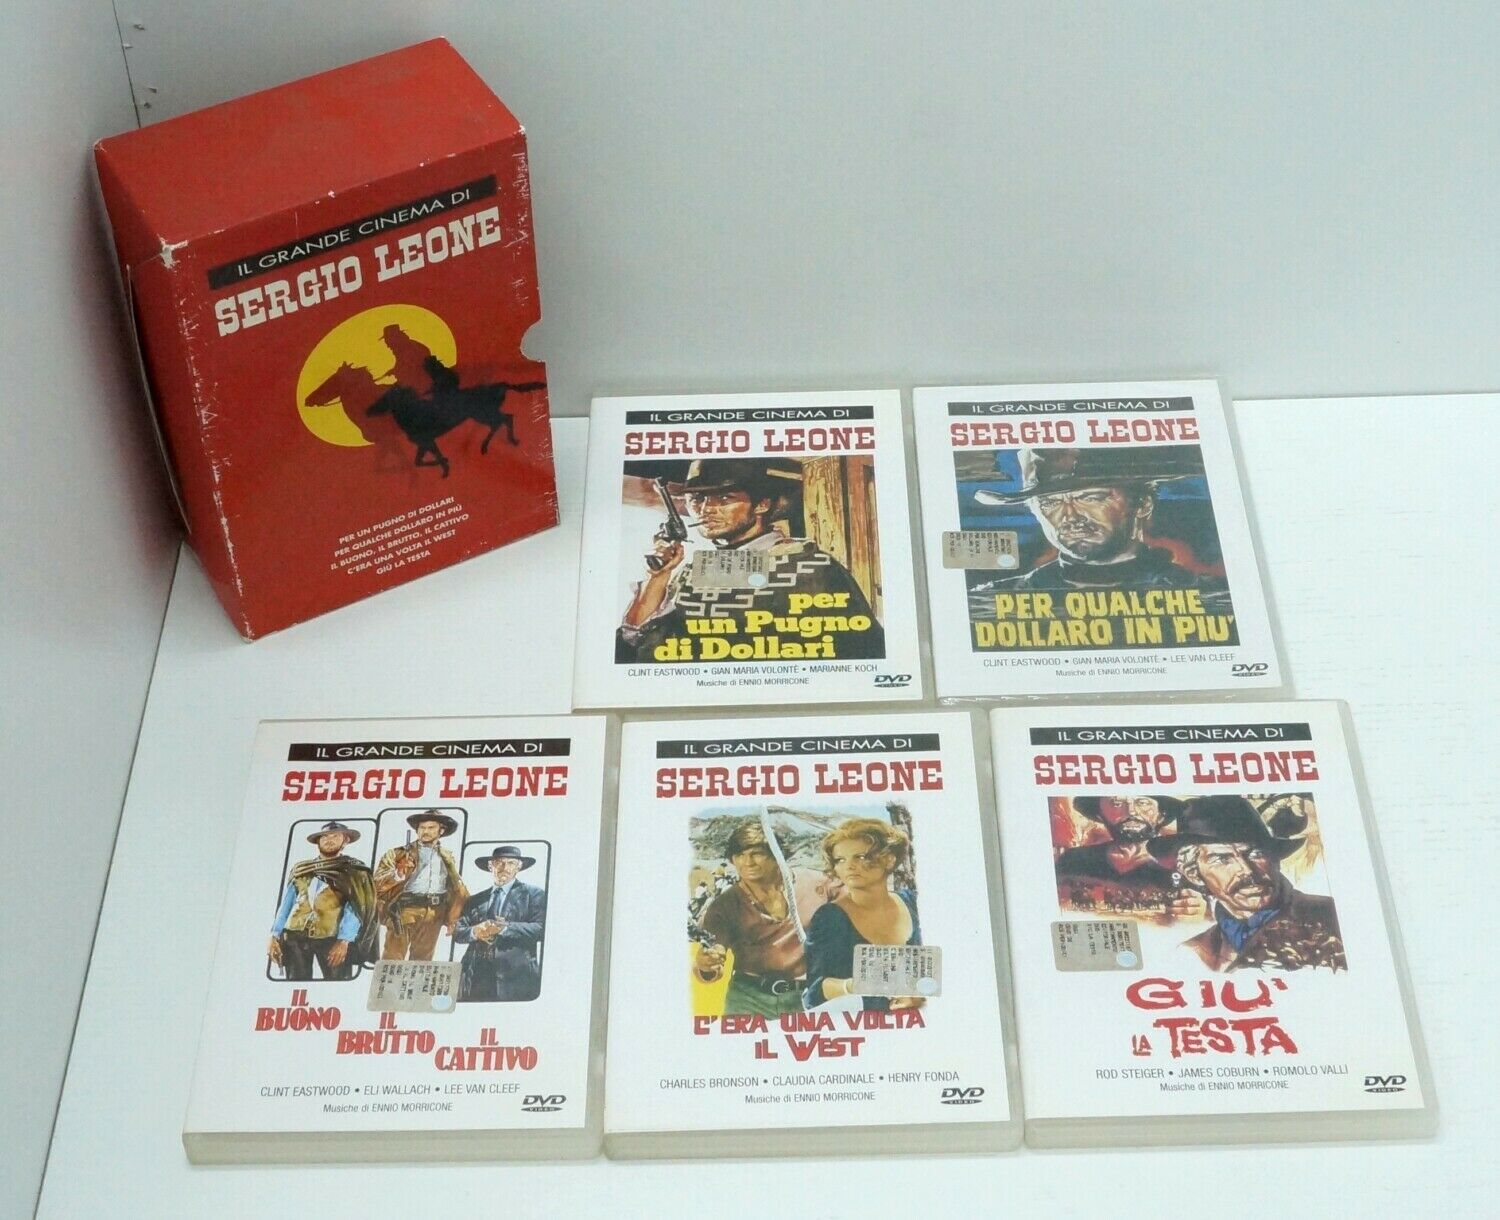 IL GRANDE CINEMA DI
SERGIO LEONE
PER UN PUGNO DI DOLLARI
PER QUALCHE DOLLARO IN PIÙ
IL BUONO, IL BRUTTO, IL CATTIVO
C'ERA UNA VOLTA IL WEST
GIÙ LA TESTA
IL GRANDE CINEMA DI
SERGIO LEONE
per
un Pugno
di Dollari
CLINT EASTWOOD • GIAN MARIA VOLONTÈ • MARIANNE KOCH
Musiche di ENNIO MORRICONE
DVD
VIDEO
IL GRANDE CINEMA DI
SERGIO LEONE
PER QUALCHE
DOLLARO IN PIU'
CLINT EASTWOOD • GIAN MARIA VOLONTÈ • LEE VAN CLEEF
Musiche di ENNIO MORRICONE
DVD
VIDEO
IL GRANDE CINEMA DI
SERGIO LEONE
IL
BUONO
IL
BRUTTO
IL
CATTIVO
CLINT EASTWOOD • ELI WALLACH • LEE VAN CLEEF
Musiche di ENNIO MORRICONE
DVD
VIDEO
IL GRANDE CINEMA DI
SERGIO LEONE
C'ERA UNA VOLTA
IL WEST
CHARLES BRONSON • CLAUDIA CARDINALE • HENRY FONDA
Musiche di ENNIO MORRICONE
DVD
VIDEO
IL GRANDE CINEMA DI
SERGIO LEONE
GIU'
LA TESTA
ROD STEIGER • JAMES COBURN • ROMOLO VALLI
Musiche di ENNIO MORRICONE
DVD
VIDEO